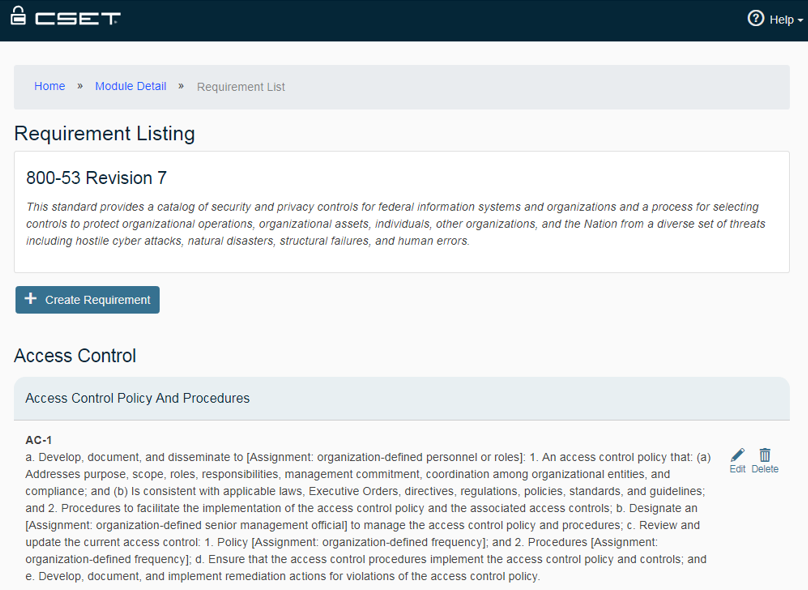 CSET
Help
Home » Module Detail » Requirement List
Requirement Listing
800-53 Revision 7
This standard provides a catalog of security and privacy controls for federal information systems and organizations and a process for selecting
controls to protect organizational operations, organizational assets, individuals, other organizations, and the Nation from a diverse set of threats
including hostile cyber attacks, natural disasters, structural failures, and human errors.
Create Requirement
Access Control
Access Control Policy And Procedures
AC-1
a. Develop, document, and disseminate to [Assignment: organization-defined personnel or roles]: 1. An access control policy that: (a)
Addresses purpose, scope, roles, responsibilities, management commitment, coordination among organizational entities, and
compliance; and (b) Is consistent with applicable laws, Executive Orders, directives, regulations, policies, standards, and guidelines;
and 2. Procedures to facilitate the implementation of the access control policy and the associated access controls; b. Designate an
[Assignment: organization-defined senior management official] to manage the access control policy and procedures; c. Review and
update the current access control: 1. Policy [Assignment: organization-defined frequency]; and 2. Procedures [Assignment:
organization-defined frequency]; d. Ensure that the access control procedures implement the access control policy and controls; and
e. Develop, document, and implement remediation actions for violations of the access control policy.
Edit Delete